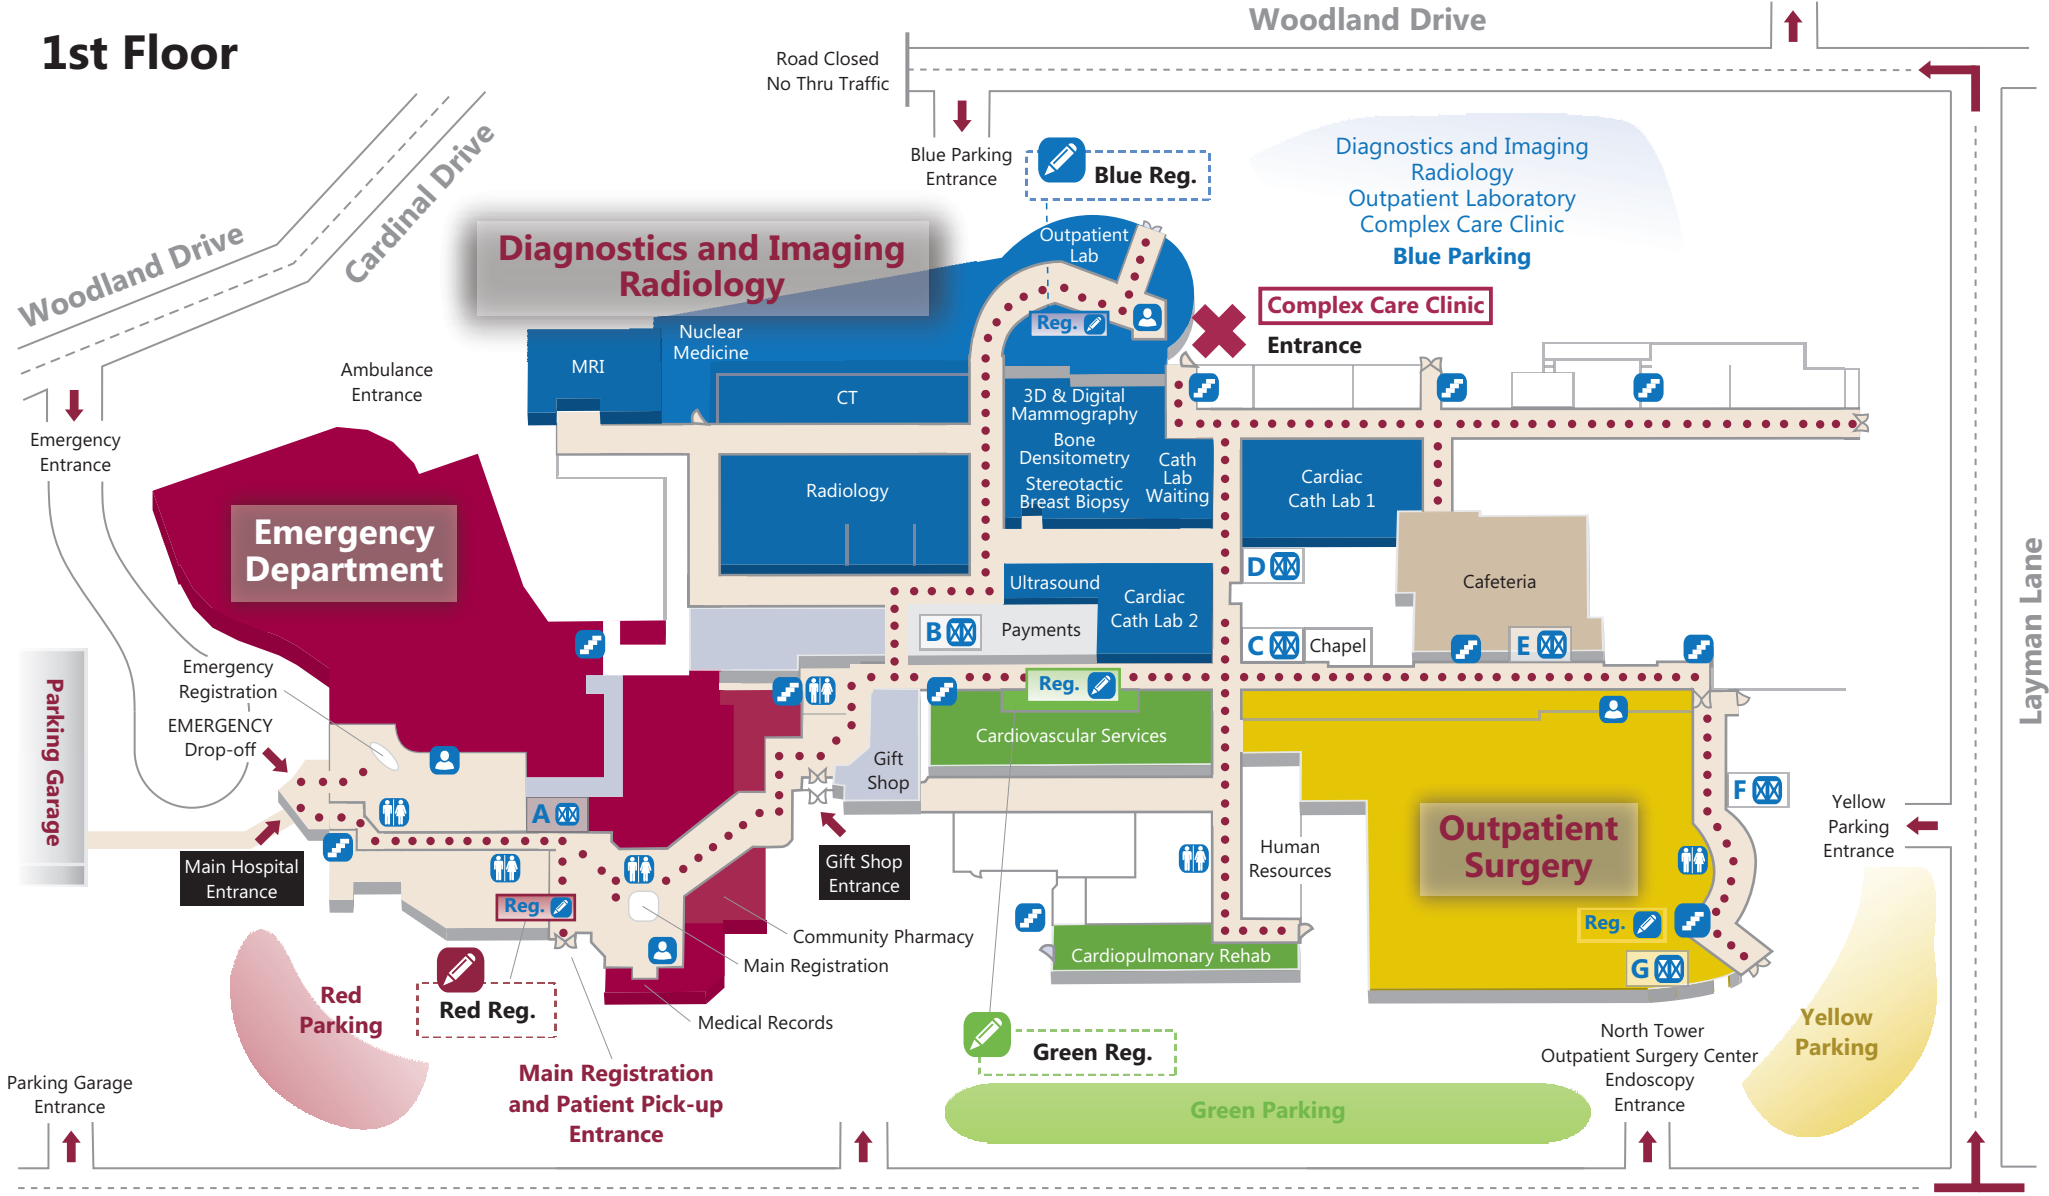 1st Floor
Woodland Drive
Road Closed
No Thru Traffic
Blue Parking
Entrance
Blue Reg.
Diagnostics and Imaging
Radiology
Outpatient Laboratory
Complex Care Clinic
Blue Parking
Woodland Drive
Cardinal Drive
Diagnostics and Imaging
Radiology
Outpatient
Lab
Reg.
Complex Care Clinic
Entrance
Nuclear
Medicine
MRI
CT
Ambulance
Entrance
3D & Digital
Mammography
Bone
Densitometry
Stereotactic
Breast Biopsy
Cath
Lab
Waiting
Cardiac
Cath Lab 1
Radiology
Emergency
Entrance
Emergency
Department
D
Cafeteria
Ultrasound
Cardiac
Cath Lab 2
B
Payments
C
Chapel
E
Layman Lane
Parking Garage
Emergency
Registration
EMERGENCY
Drop-off
Reg.
Cardiovascular Services
Gift
Shop
A
F
Yellow
Parking
Entrance
Outpatient
Surgery
Human
Resources
Main Hospital
Entrance
Gift Shop
Entrance
Reg.
Reg.
Community Pharmacy
Main Registration
Cardiopulmonary Rehab
G
Red
Parking
Red Reg.
Medical Records
Green Reg.
North Tower
Outpatient Surgery Center
Endoscopy
Entrance
Yellow
Parking
Main Registration
and Patient Pick-up
Entrance
Green Parking
Parking Garage
Entrance